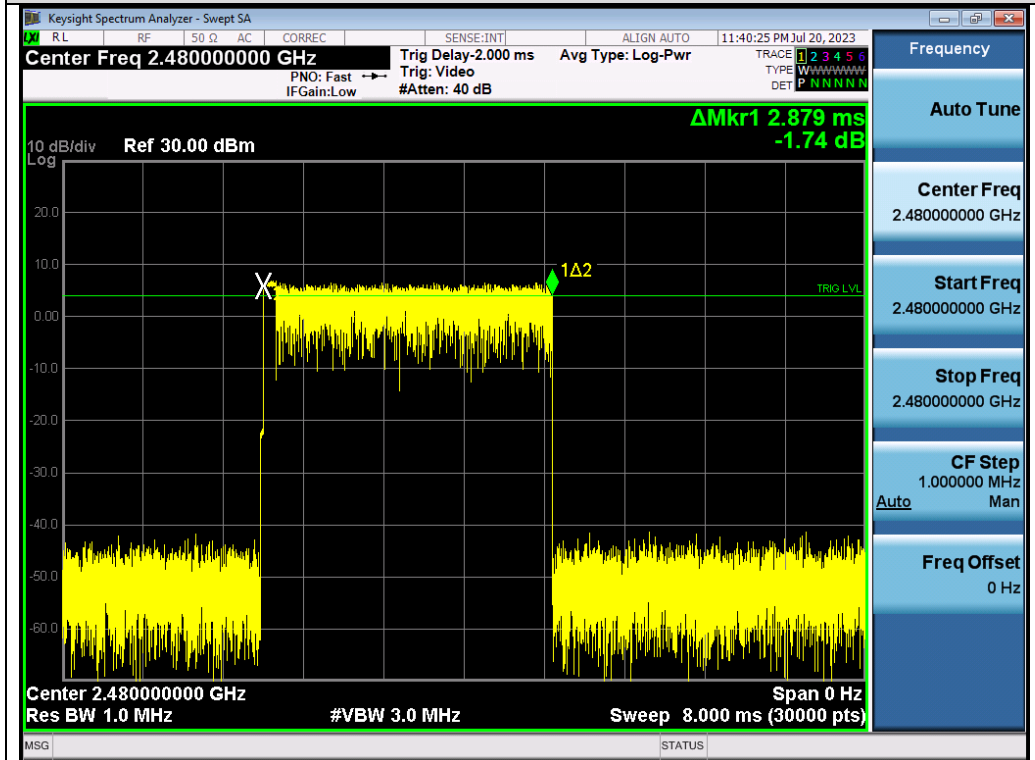 Keysight Spectrum Analyzer - Swept SA
LXI RL RF 50 Ω AC CORREC SENSE:INT ALIGN AUTO 11:40:25 PM Jul 20, 2023
Center Freq 2.480000000 GHz
PNO: Fast
IFGain:Low
Trig Delay-2.000 ms
Trig: Video
#Atten: 40 dB
Avg Type: Log-Pwr
TRACE 1 2 3 4 5 6
TYPE WWWWWW
DET P N N N N N
ΔMkr1 2.879 ms
-1.74 dB
10 dB/div
Log
Ref 30.00 dBm
20.0
10.0
0.00
-10.0
-20.0
-30.0
-40.0
-50.0
-60.0
1Δ2
TRIG LVL
Center 2.480000000 GHz
Span 0 Hz
Res BW 1.0 MHz
#VBW 3.0 MHz
Sweep 8.000 ms (30000 pts)
MSG
STATUS
Frequency
Auto Tune
Center Freq
2.480000000 GHz
Start Freq
2.480000000 GHz
Stop Freq
2.480000000 GHz
CF Step
1.000000 MHz
Auto Man
Freq Offset
0 Hz